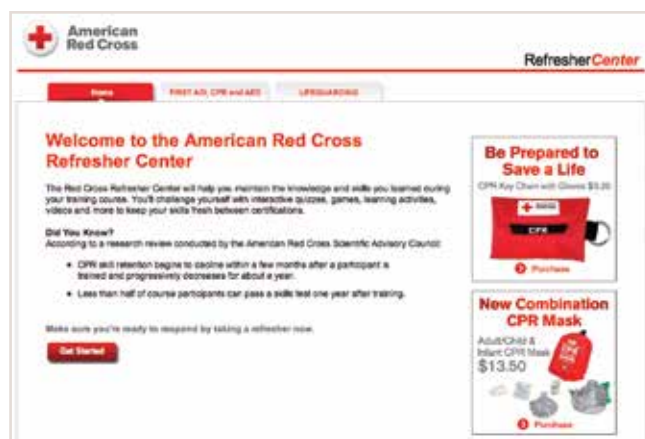 American
Red Cross
RefresherCenter
Home
FIRST AID, CPR and AED
LIFEGUARDING
Welcome to the American Red Cross
Refresher Center
The Red Cross Refresher Center will help you maintain the knowledge and skills you learned during
your training course. You'll challenge yourself with interactive quizzes, games, learning activities,
videos and more to keep your skills fresh between certifications.
Did You Know?
According to a research review conducted by the American Red Cross Scientific Advisory Council:
• CPR skill retention begins to decline within a few months after a participant is
trained and progressively decreases for about a year.
• Less than half of course participants can pass a skills test one year after training.
Make sure you're ready to respond by taking a refresher now.
Get Started
Be Prepared to
Save a Life
CPR Key Chain with Gloves
CPR
Purchase
New Combination
CPR Mask
Adult/Child &
Infant CPR Mask
$13.50
Purchase